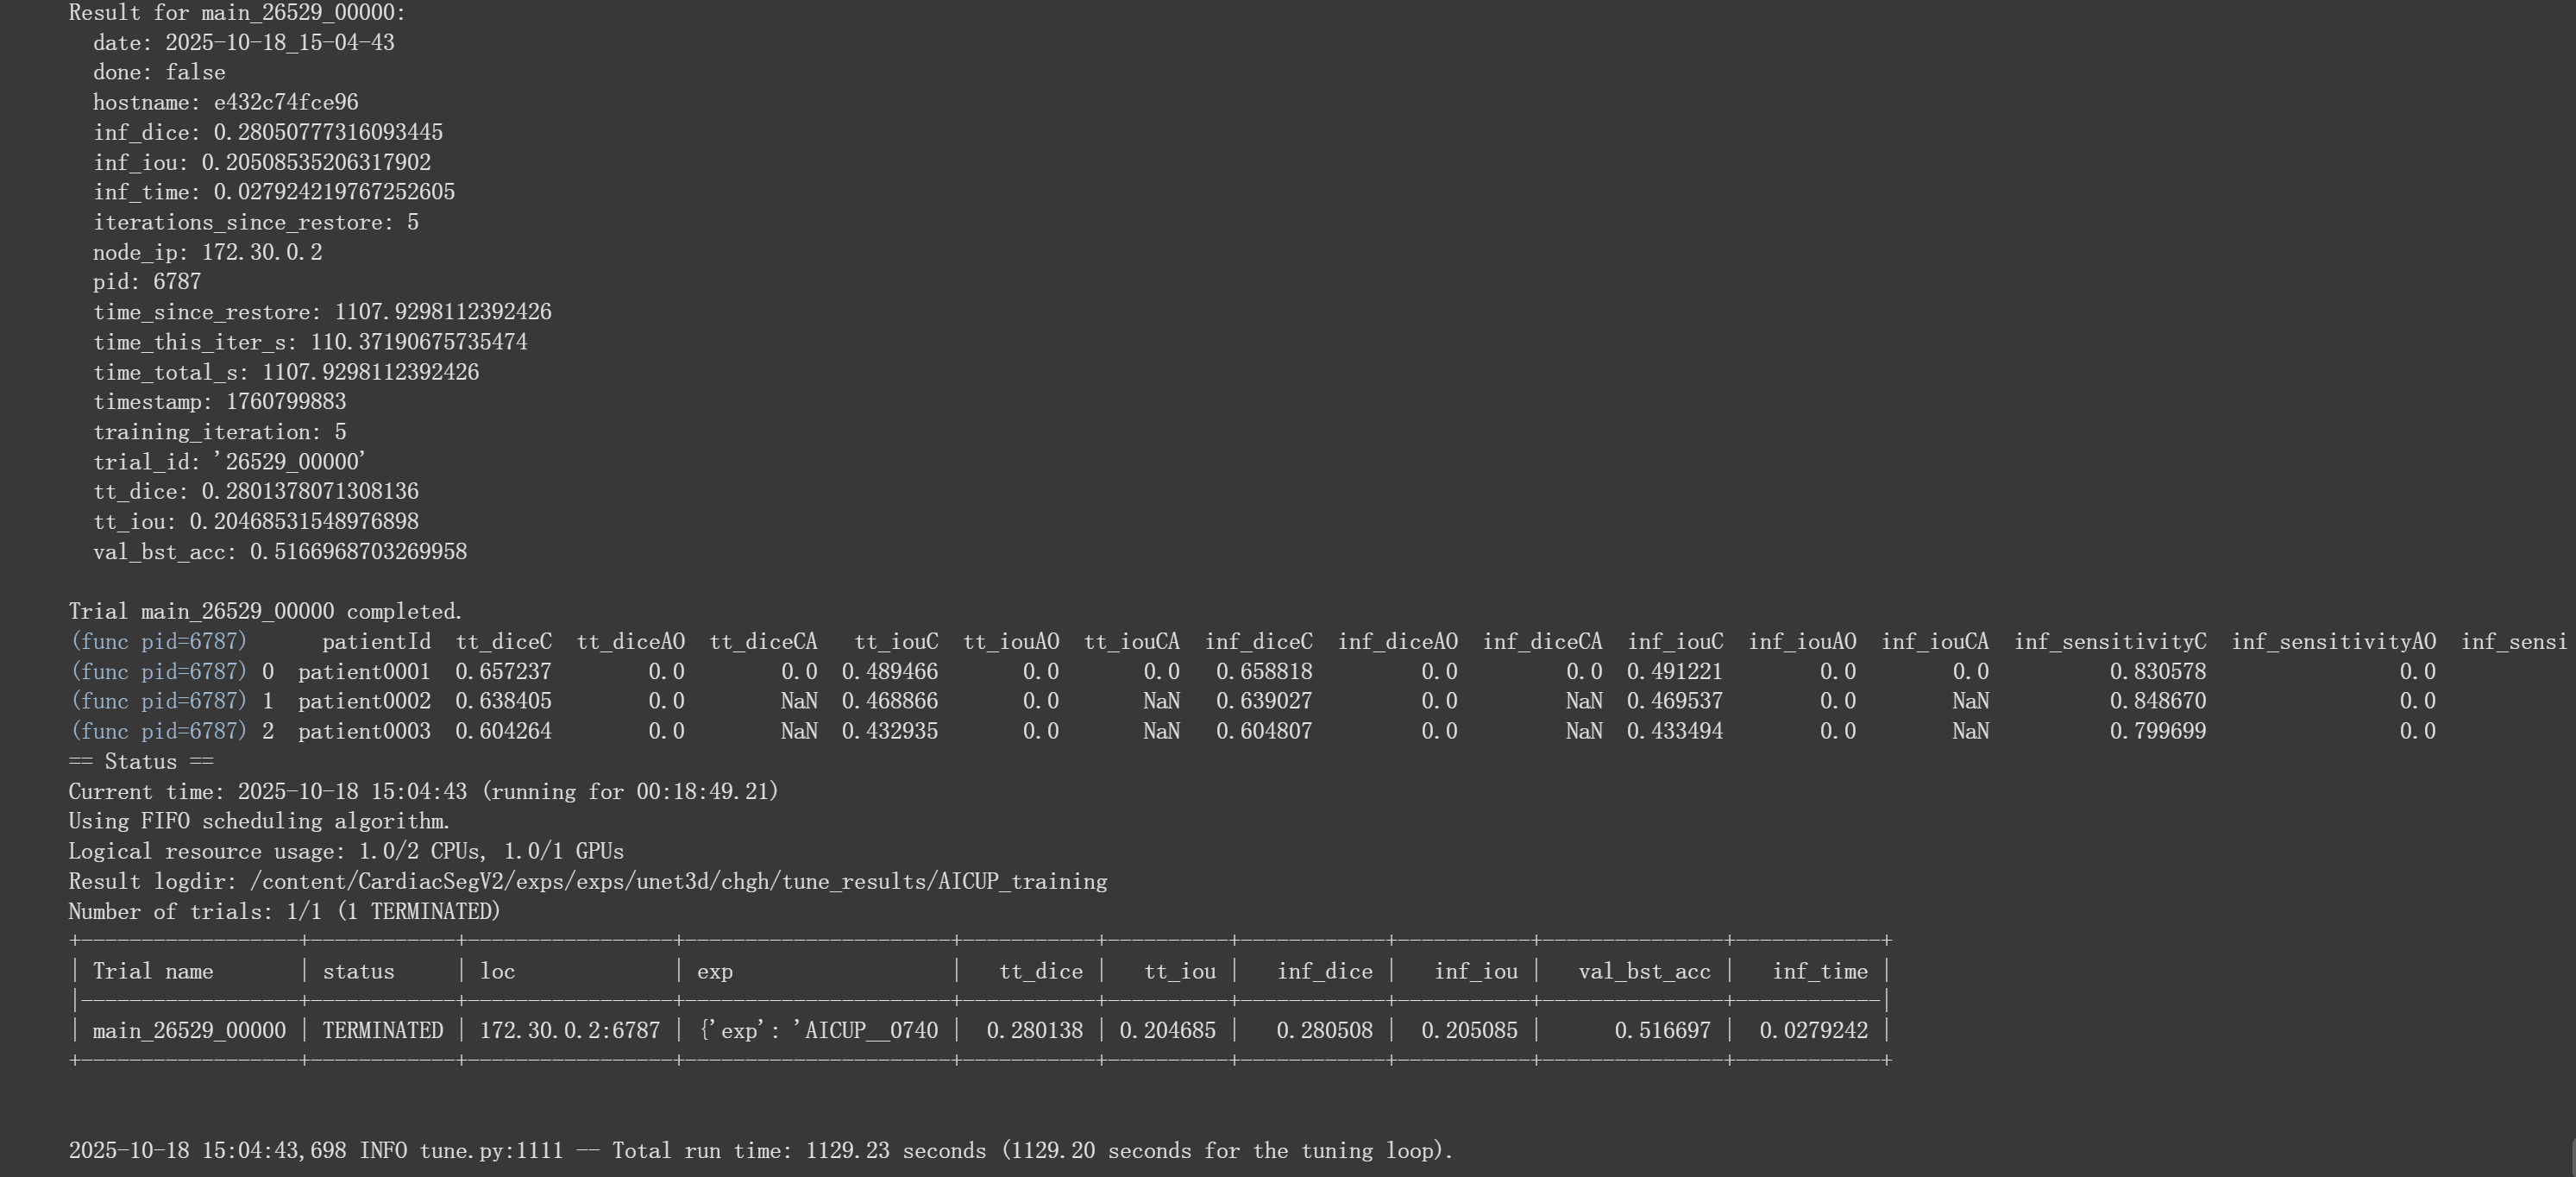 Result for main_26529_00000:
  date: 2025-10-18_15-04-43
  done: false
  hostname: e432c74fce96
  inf_dice: 0.28050777316093445
  inf_iou: 0.20508535206317902
  inf_time: 0.027924219767252605
  iterations_since_restore: 5
  node_ip: 172.30.0.2
  pid: 6787
  time_since_restore: 1107.9298112392426
  time_this_iter_s: 110.37190675735474
  time_total_s: 1107.9298112392426
  timestamp: 1760799883
  training_iteration: 5
  trial_id: '26529_00000'
  tt_dice: 0.2801378071308136
  tt_iou: 0.20468531548976898
  val_bst_acc: 0.5166968703269958
Trial main_26529_00000 completed.
(func pid=6787)      patientId  tt_diceC  tt_diceAO  tt_diceCA   tt_iouC  tt_iouAO  tt_iouCA  inf_diceC  inf_diceAO  inf_diceCA  inf_iouC  inf_iouAO  inf_iouCA  inf_sensitivityC  inf_sensitivityAO  inf_sensi
(func pid=6787) 0  patient0001  0.657237        0.0        0.0  0.489466       0.0       0.0   0.658818         0.0         0.0  0.491221        0.0        0.0          0.830578                0.0
(func pid=6787) 1  patient0002  0.638405        0.0        NaN  0.468866       0.0       NaN   0.639027         0.0         NaN  0.469537        0.0        NaN          0.848670                0.0
(func pid=6787) 2  patient0003  0.604264        0.0        NaN  0.432935       0.0       NaN   0.604807         0.0         NaN  0.433494        0.0        NaN          0.799699                0.0
== Status ==
Current time: 2025-10-18 15:04:43 (running for 00:18:49.21)
Using FIFO scheduling algorithm.
Logical resource usage: 1.0/2 CPUs, 1.0/1 GPUs
Result logdir: /content/CardiacSegV2/exps/exps/unet3d/chgh/tune_results/AICUP_training
Number of trials: 1/1 (1 TERMINATED)
+------------------+------------+-----------------+----------------------+-----------+----------+------------+-----------+---------------+------------+
| Trial name       | status     | loc             | exp                  |   tt_dice |   tt_iou |   inf_dice |   inf_iou |   val_bst_acc |   inf_time |
|------------------+------------+-----------------+----------------------+-----------+----------+------------+-----------+---------------+------------|
| main_26529_00000 | TERMINATED | 172.30.0.2:6787 | {'exp': 'AICUP__0740 |  0.280138 | 0.204685 |   0.280508 |  0.205085 |      0.516697 |  0.0279242 |
+------------------+------------+-----------------+----------------------+-----------+----------+------------+-----------+---------------+------------+
2025-10-18 15:04:43,698 INFO tune.py:1111 -- Total run time: 1129.23 seconds (1129.20 seconds for the tuning loop).